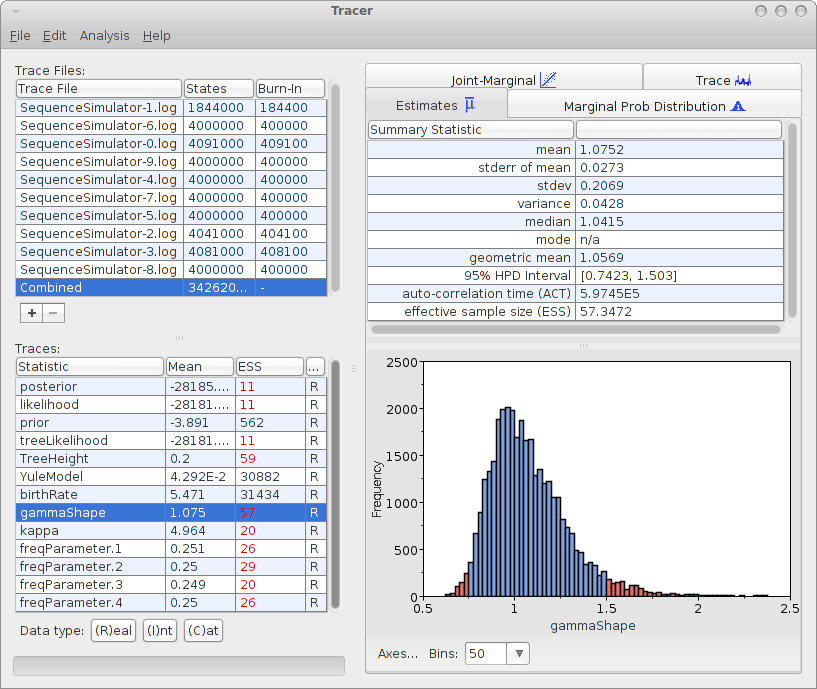 Tracer
File Edit Analysis Help
Trace Files:
Trace File States Burn-In
SequenceSimulator-1.log 1844000 184400
SequenceSimulator-6.log 4000000 400000
SequenceSimulator-0.log 4091000 409100
SequenceSimulator-9.log 4000000 400000
SequenceSimulator-4.log 4000000 400000
SequenceSimulator-7.log 4000000 400000
SequenceSimulator-5.log 4000000 400000
SequenceSimulator-2.log 4041000 404100
SequenceSimulator-3.log 4081000 408100
SequenceSimulator-8.log 4000000 400000
Combined 342620... -
+ −
Traces:
Statistic Mean ESS ...
posterior -28185.... 11 R
likelihood -28181.... 11 R
prior -3.891 562 R
treeLikelihood -28181.... 11 R
TreeHeight 0.2 59 R
YuleModel 4.292E-2 30882 R
birthRate 5.471 31434 R
gammaShape 1.075 57 R
kappa 4.964 20 R
freqParameter.1 0.251 26 R
freqParameter.2 0.25 29 R
freqParameter.3 0.249 20 R
freqParameter.4 0.25 26 R
Data type: (R)eal (I)nt (C)at
Joint-Marginal Trace
Estimates μ Marginal Prob Distribution
Summary Statistic
mean 1.0752
stderr of mean 0.0273
stdev 0.2069
variance 0.0428
median 1.0415
mode n/a
geometric mean 1.0569
95% HPD Interval [0.7423, 1.503]
auto-correlation time (ACT) 5.9745E5
effective sample size (ESS) 57.3472
2500
2000
1500
1000
500
0
Frequency
0.5 1 1.5 2 2.5
gammaShape
Axes... Bins: 50